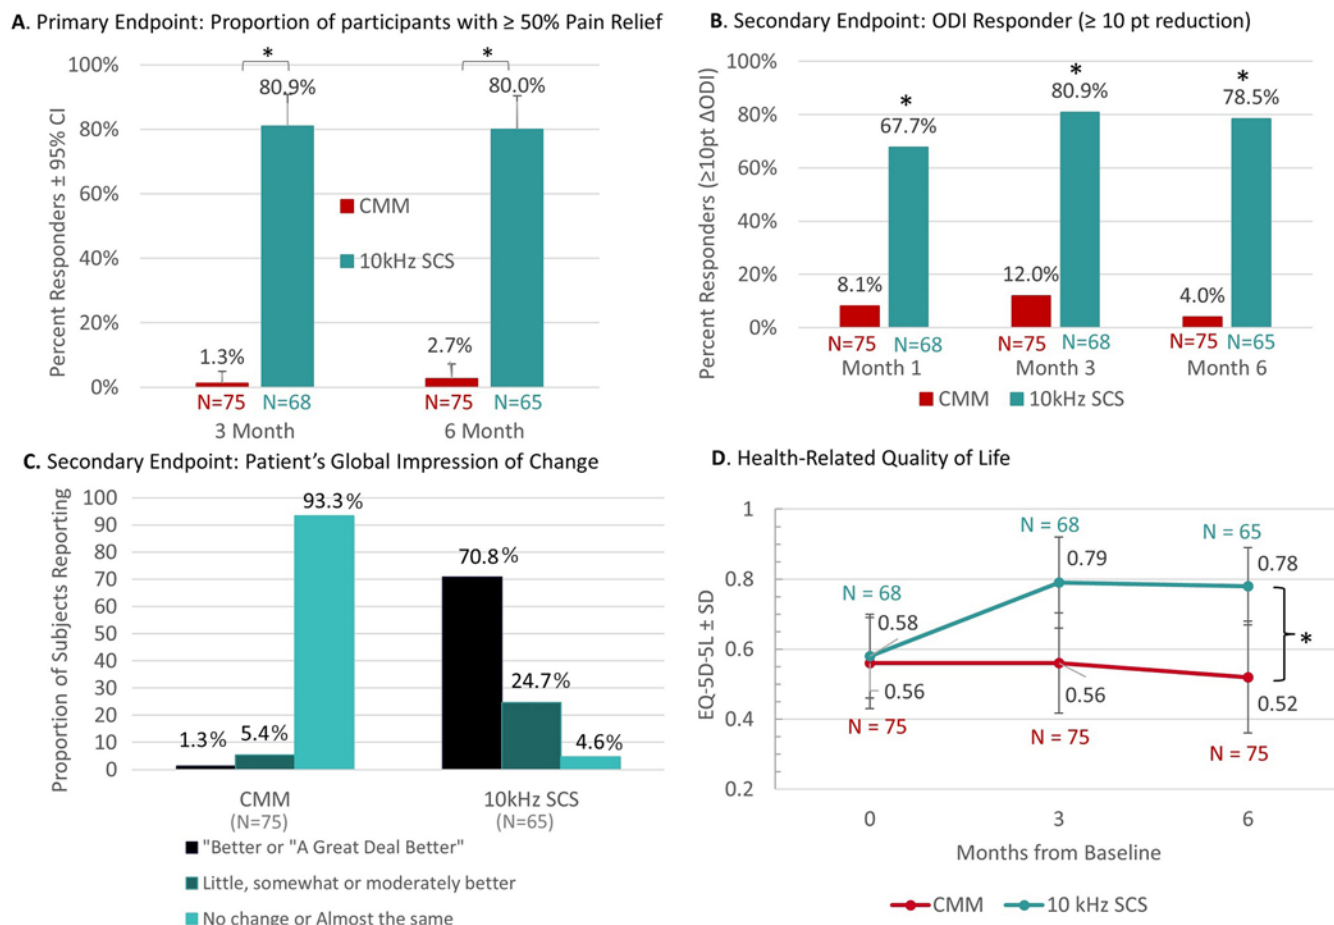 A. Primary Endpoint: Proportion of participants with ≥ 50% Pain Relief
Percent Responders ± 95% CI
100%
80%
60%
40%
20%
0%
*
80.9%
*
80.0%
CMM
10kHz SCS
1.3%
2.7%
N=75 N=68
N=75 N=65
3 Month
6 Month
B. Secondary Endpoint: ODI Responder (≥ 10 pt reduction)
Percent Responders (≥10pt ΔODI)
100%
80%
60%
40%
20%
0%
*
67.7%
*
80.9%
*
78.5%
8.1%
12.0%
4.0%
N=75 N=68
N=75 N=68
N=75 N=65
Month 1
Month 3
Month 6
CMM
10kHz SCS
C. Secondary Endpoint: Patient's Global Impression of Change
Proportion of Subjects Reporting
100
90
80
70
60
50
40
30
20
10
0
1.3%
5.4%
93.3%
70.8%
24.7%
4.6%
CMM
(N=75)
10kHz SCS
(N=65)
"Better or "A Great Deal Better"
Little, somewhat or moderately better
No change or Almost the same
D. Health-Related Quality of Life
EQ-5D-5L ± SD
1
0.8
0.6
0.4
0.2
N = 68
N = 68
N = 65
0.58
0.79
0.78
*
0.56
0.56
0.52
N = 75
N = 75
N = 75
0
3
6
Months from Baseline
CMM
10 kHz SCS